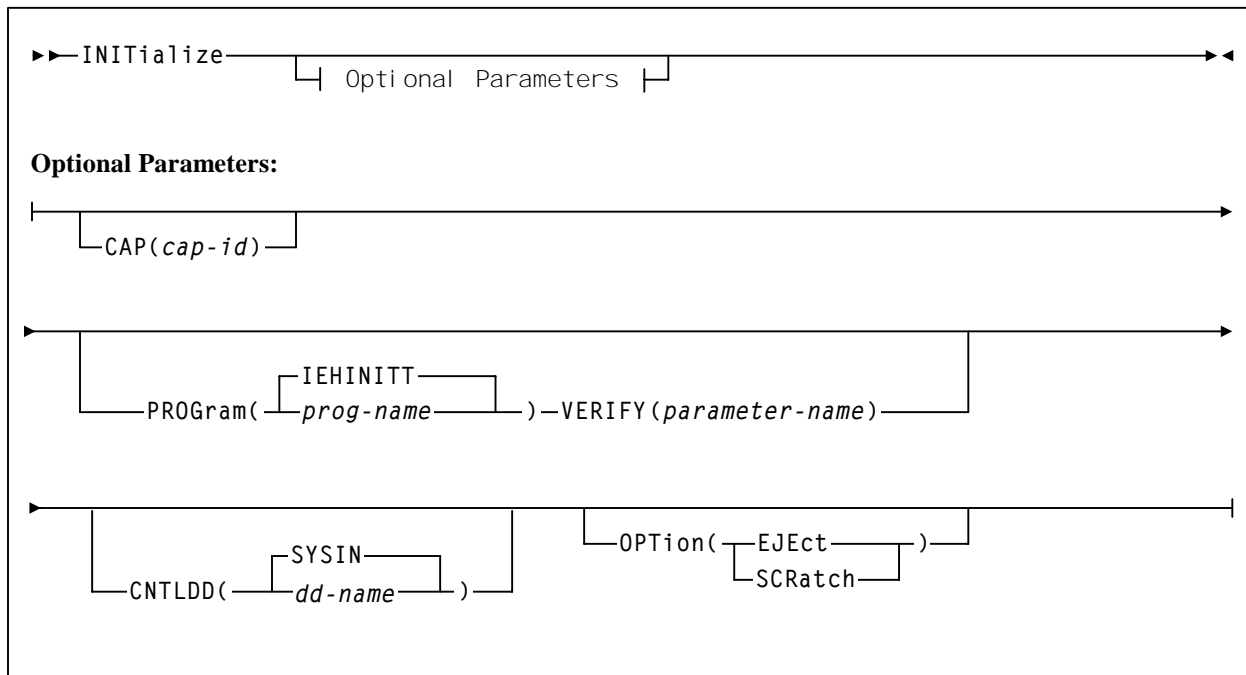 INITialize
Optional Parameters
Optional Parameters:
CAP(cap-id)
IEHINITT
PROGram( prog-name ) VERIFY(parameter-name)
SYSIN
CNTLDD( dd-name )
OPTion( EJEct )
SCRatch